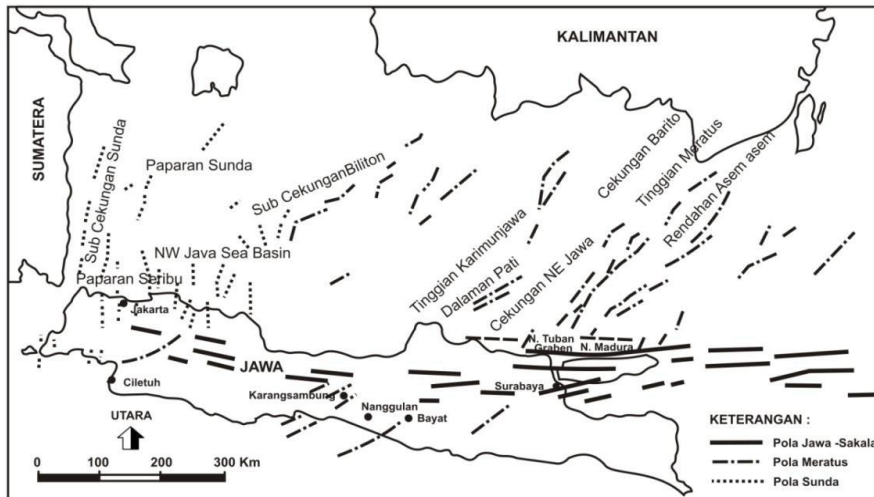 KALIMANTAN
SUMATERA
Sub Cekungan Sunda
Paparan Sunda
Sub CekunganBiliton
Cekungan Barito
Tinggian Meratus
Rendahan Asem asem
NW Java Sea Basin
Paparan Seribu
Tinggian Karimunjawa
Dalaman Pati
Cekungan NE Jawa
Jakarta
N. Tuban
Graben
N. Madura
JAWA
Ciletuh
Karangsambung
Surabaya
Nanggulan
Bayat
UTARA
0 100 200 300 Km
KETERANGAN :
Pola Jawa -Sakala
Pola Meratus
Pola Sunda